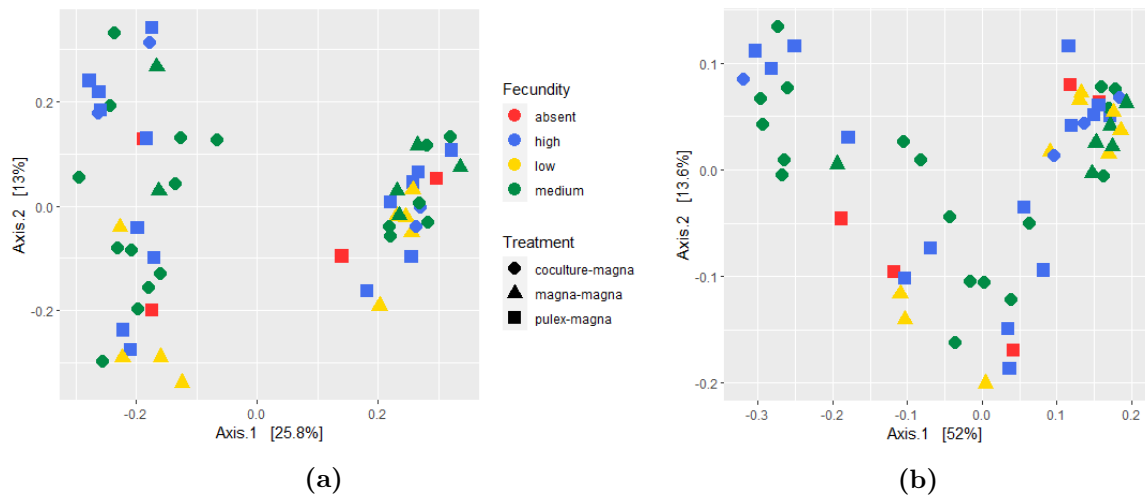 0.2
0.0
-0.2
Axis.2 [13%]
-0.2
0.0
0.2
Axis.1 [25.8%]
(a)
Fecundity
absent
high
low
medium
Treatment
coculture-magna
magna-magna
pulex-magna
0.1
0.0
-0.1
-0.2
Axis.2 [13.6%]
-0.3
-0.2
-0.1
0.0
0.1
0.2
Axis.1 [52%]
(b)